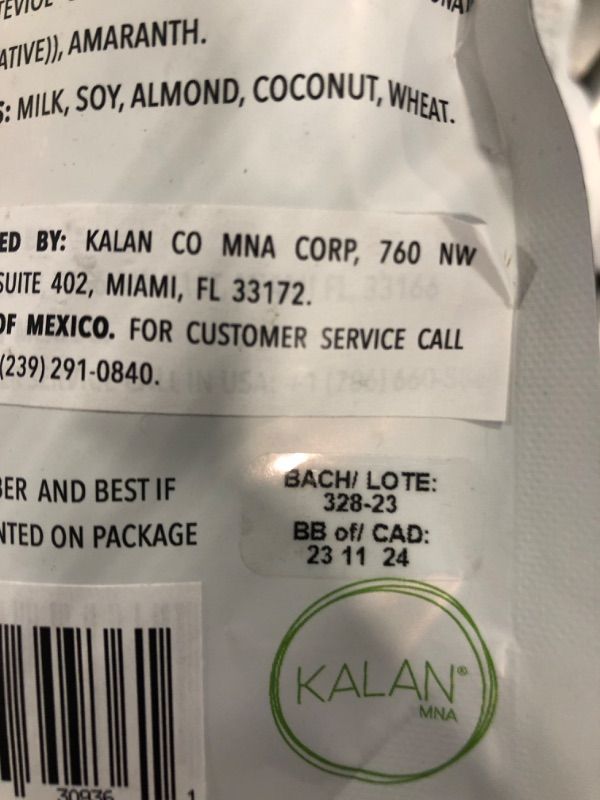 ATIVE)), AMARANTH.
S: MILK, SOY, ALMOND, COCONUT, WHEAT.
ED BY: KALAN CO MNA CORP, 760 NW
SUITE 402, MIAMI, FL 33172.
OF MEXICO. FOR CUSTOMER SERVICE CALL
(239) 291-0840.
BER AND BEST IF
NTED ON PACKAGE
BACH/ LOTE:
328-23
BB of/ CAD:
23 11 24
KALAN®
MNA
30936 1